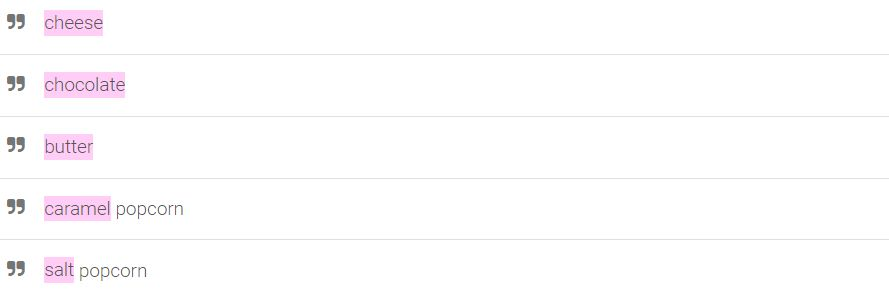 cheese
chocolate
butter
caramel popcorn
salt popcorn